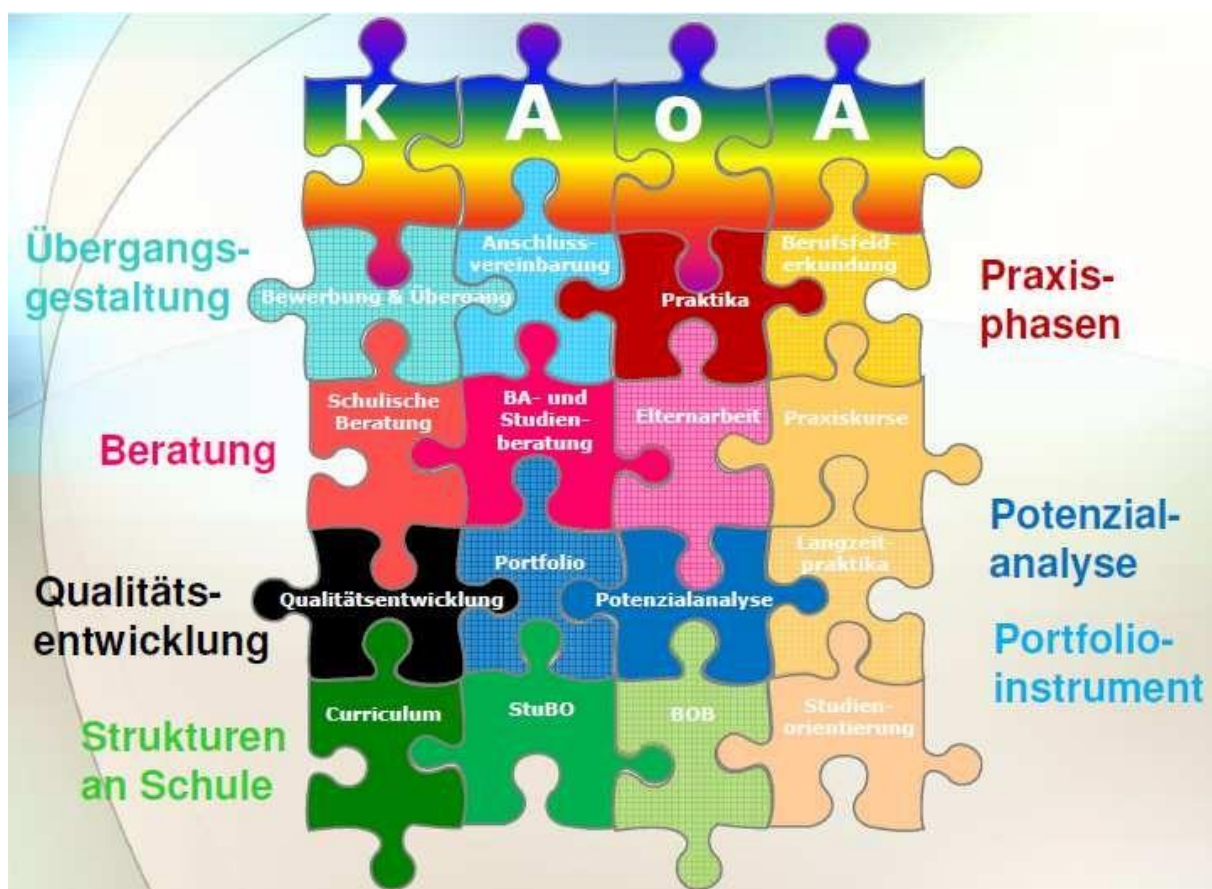 K A o A
Übergangs-
gestaltung
Anschluss-
vereinbarung
Berufsfeld-
erkundung
Bewerbung & Übergang
Praktika
Praxis-
phasen
Beratung
Schulische
Beratung
BA- und
Studien-
beratung
Elternarbeit
Praxiskurse
Potenzial-
analyse
Qualitäts-
entwicklung
Qualitätsentwicklung
Portfolio
Potenzialanalyse
Langzeit-
praktika
Portfolio-
instrument
Strukturen
an Schule
Curriculum
StuBO
BOB
Studien-
orientierung